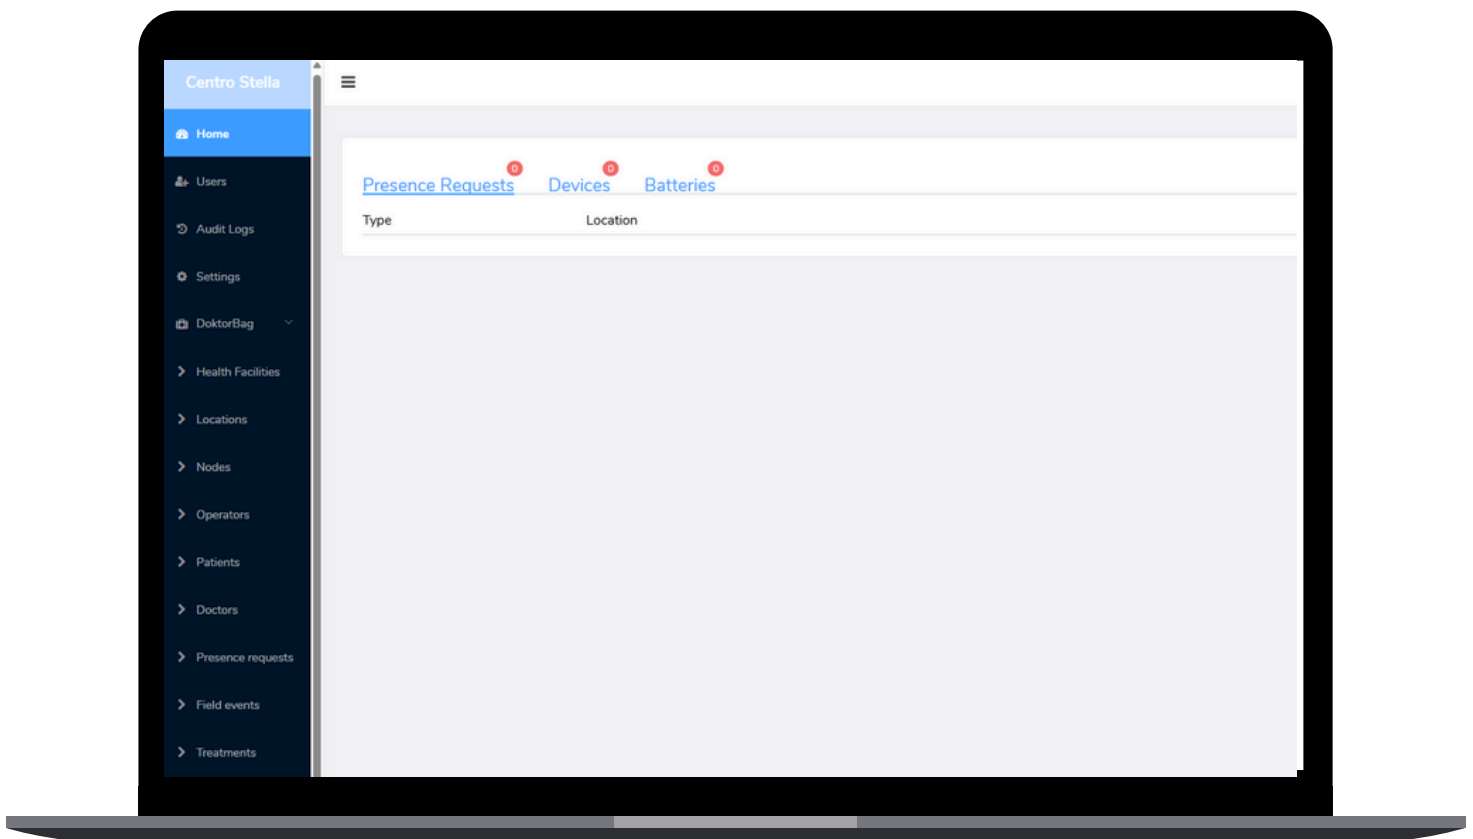 Centro Stella
Home
Users
Audit Logs
Settings
DoktorBag
Health Facilities
Locations
Nodes
Operators
Patients
Doctors
Presence requests
Field events
Treatments
0 0 0
Presence Requests Devices Batteries
Type Location